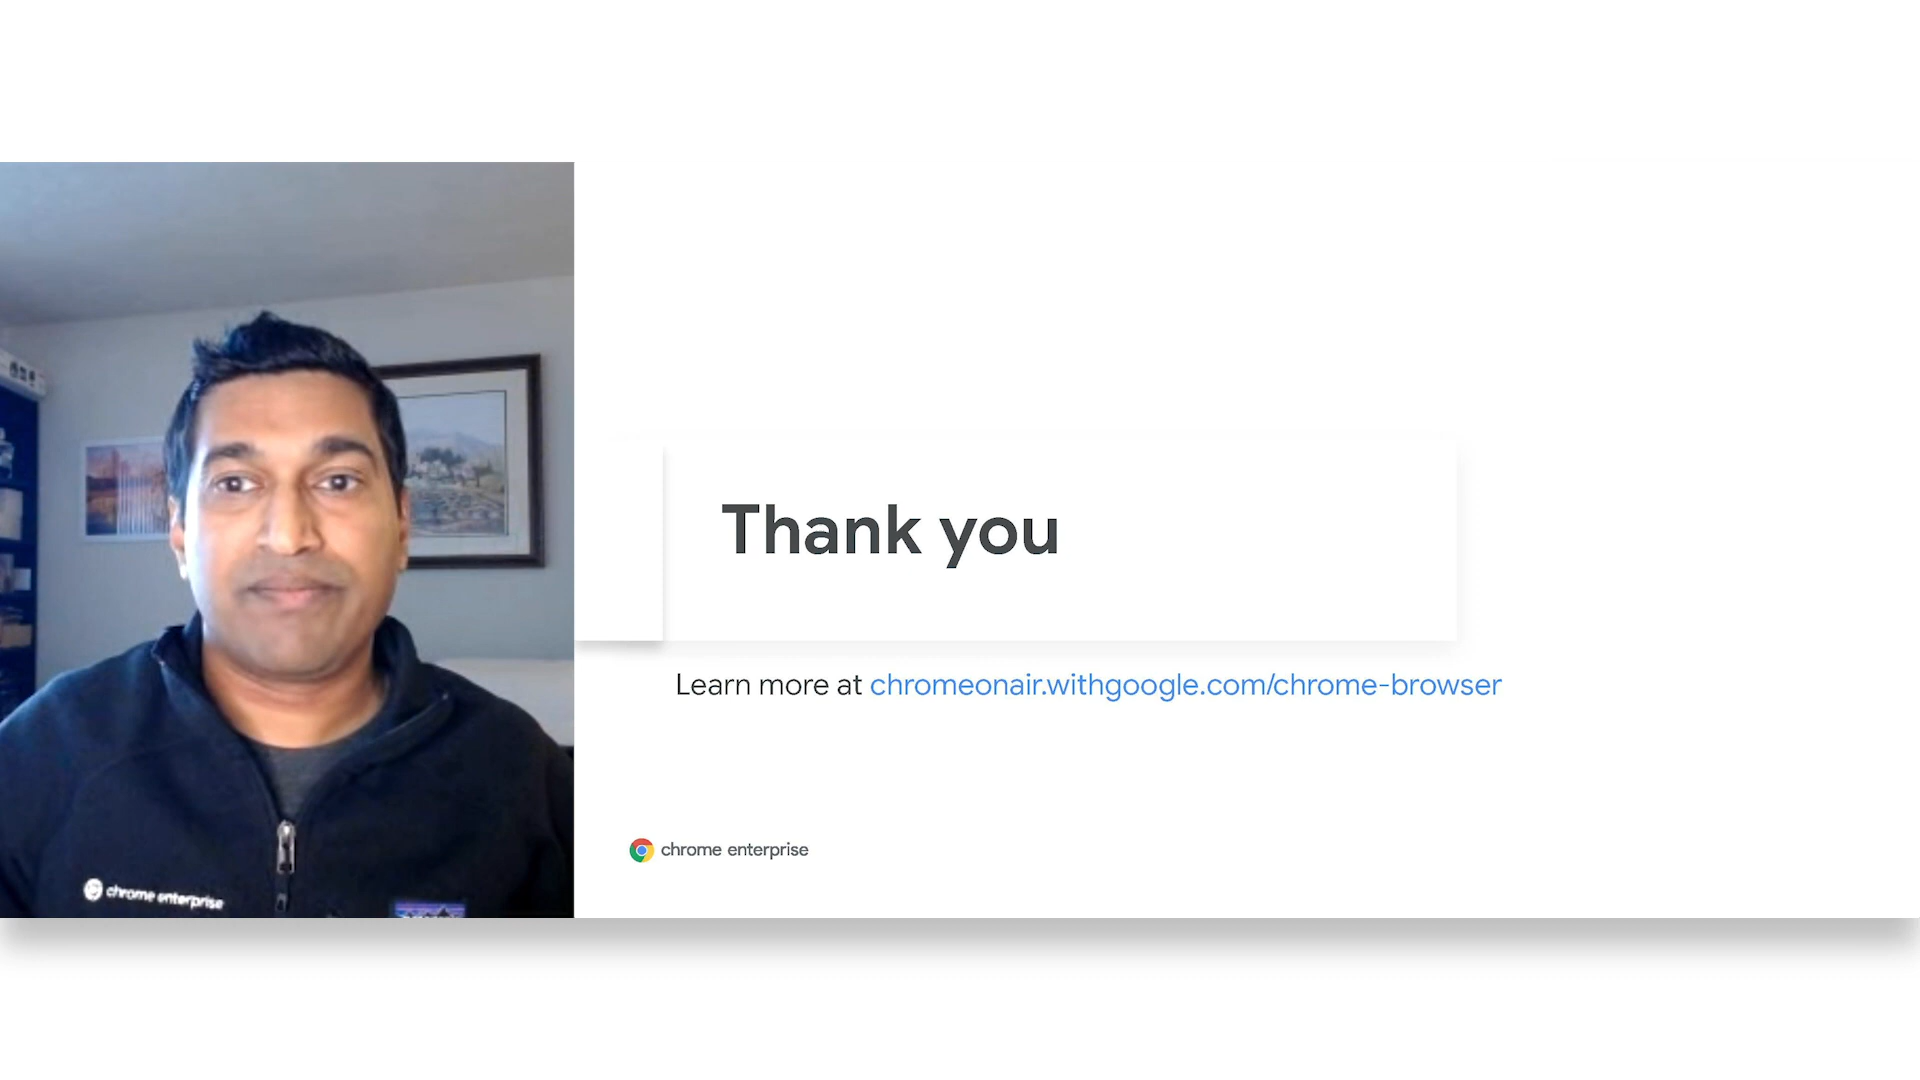 Thank you
Learn more at chromeonair.withgoogle.com/chrome-browser
chrome enterprise
chrome enterprise